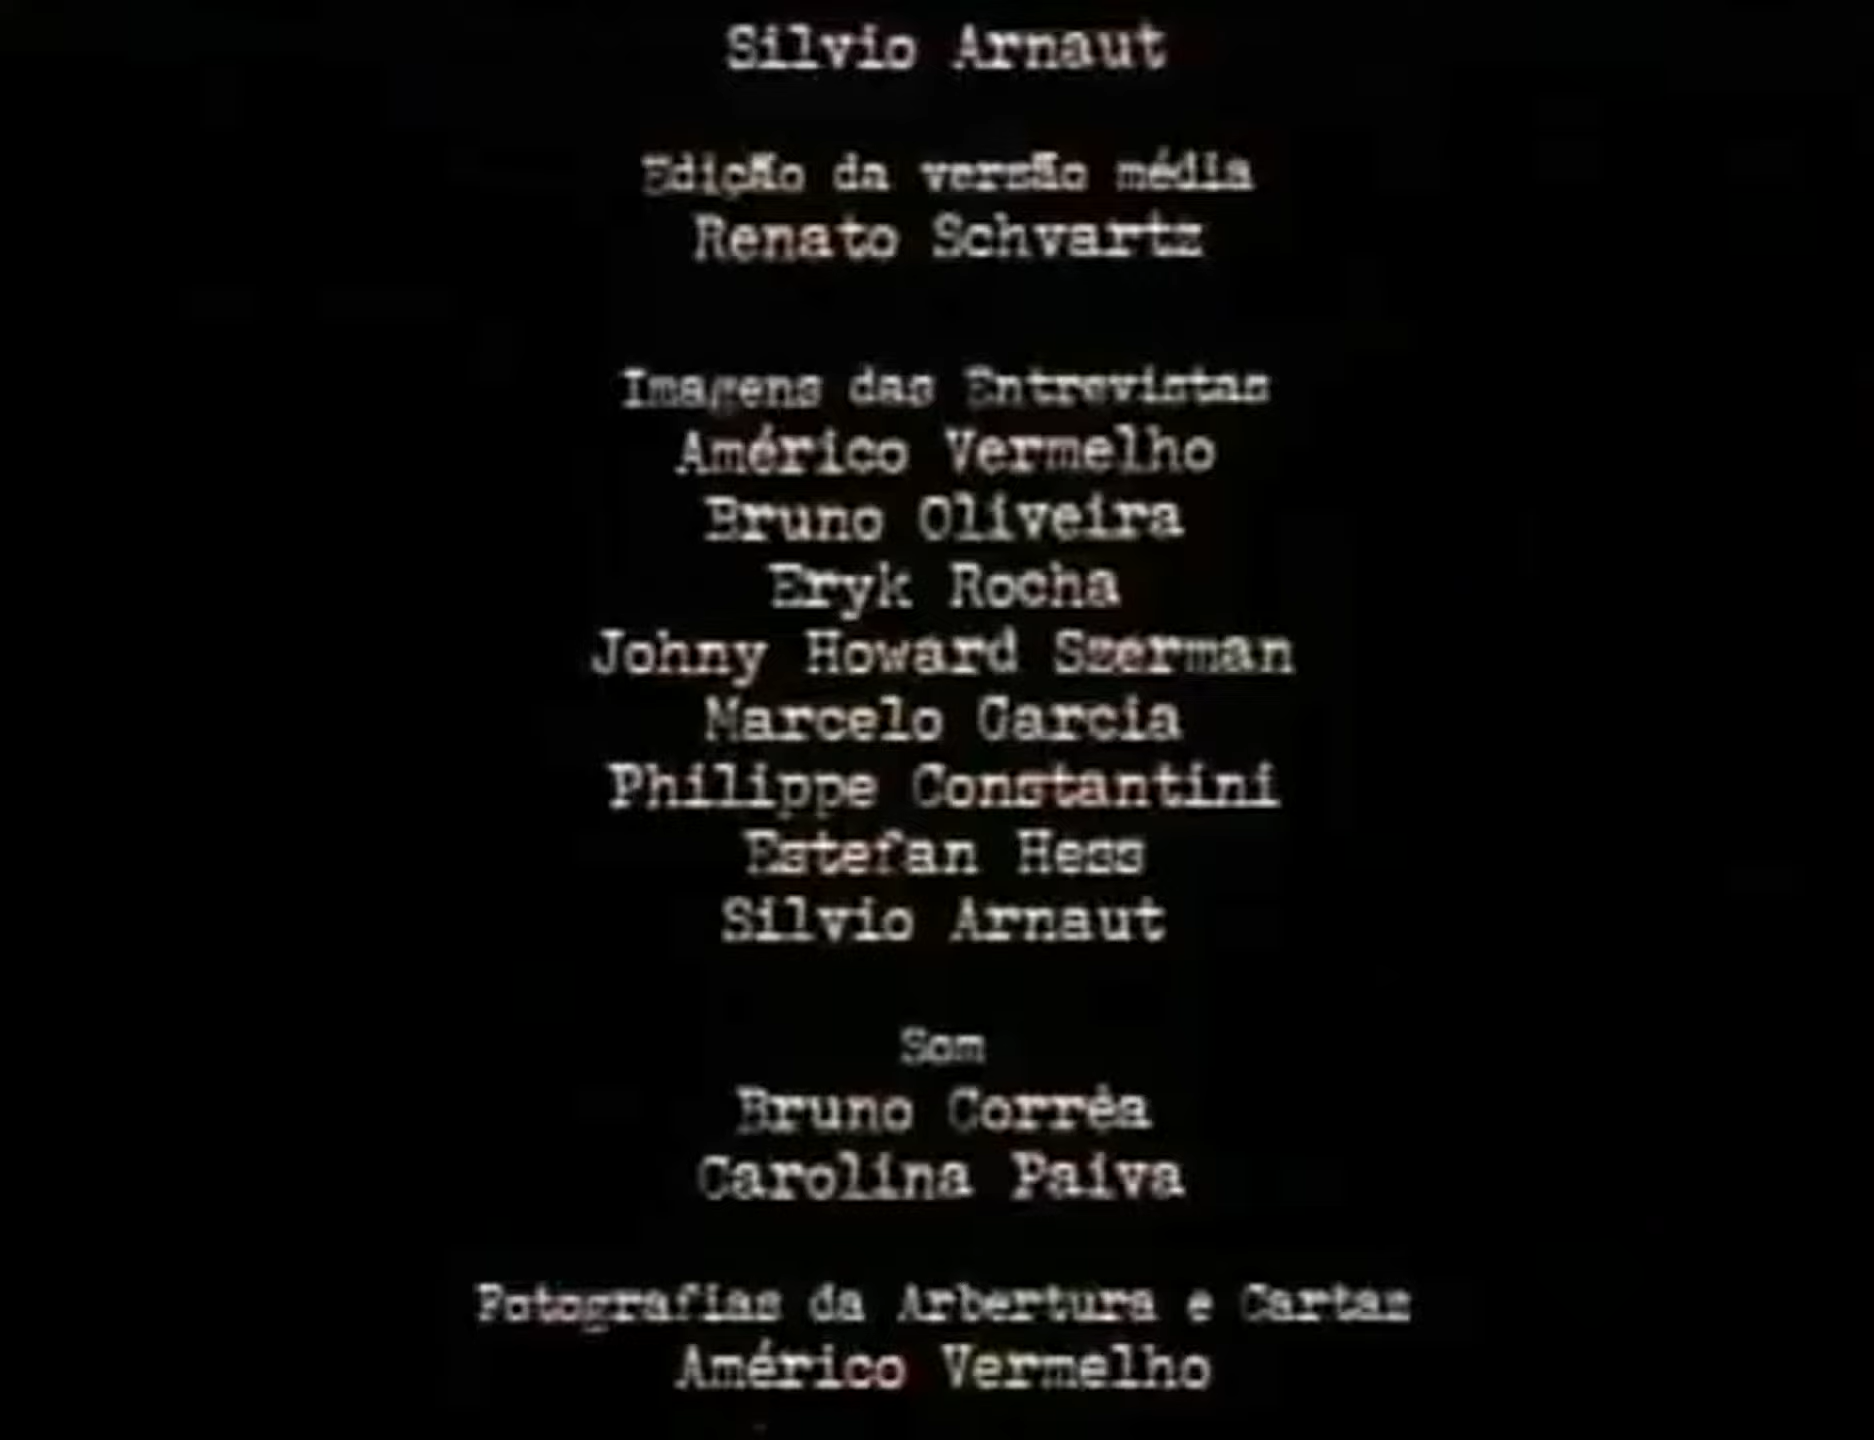 Silvio Arnaut
Edição da versão média
Renato Schvartz
Imagens das Entrevistas
Américo Vermelho
Bruno Oliveira
Eryk Rocha
Johny Howard Szerman
Marcelo Garcia
Philippe Constantini
Estefan Hess
Silvio Arnaut
Som
Bruno Corrêa
Carolina Paiva
Fotografias da Arbertura e Cartaz
Américo Vermelho